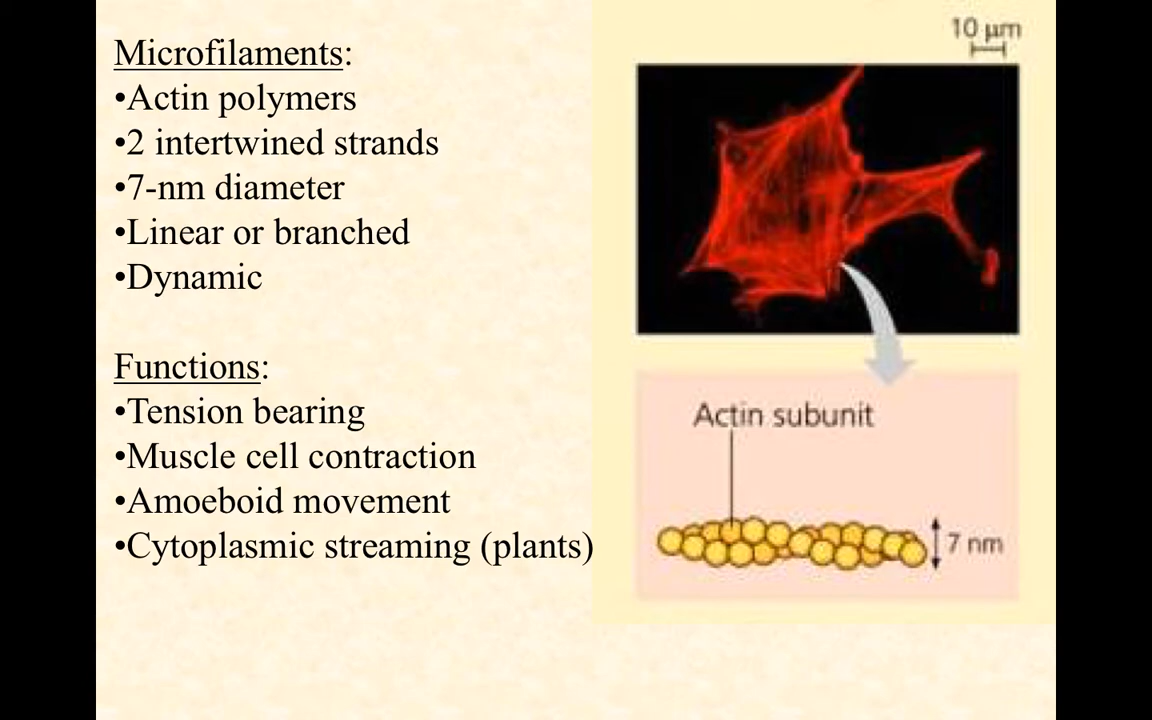 Microfilaments:
•Actin polymers
•2 intertwined strands
•7-nm diameter
•Linear or branched
•Dynamic
Functions:
•Tension bearing
•Muscle cell contraction
•Amoeboid movement
•Cytoplasmic streaming (plants)
10 µm
Actin subunit
7 nm